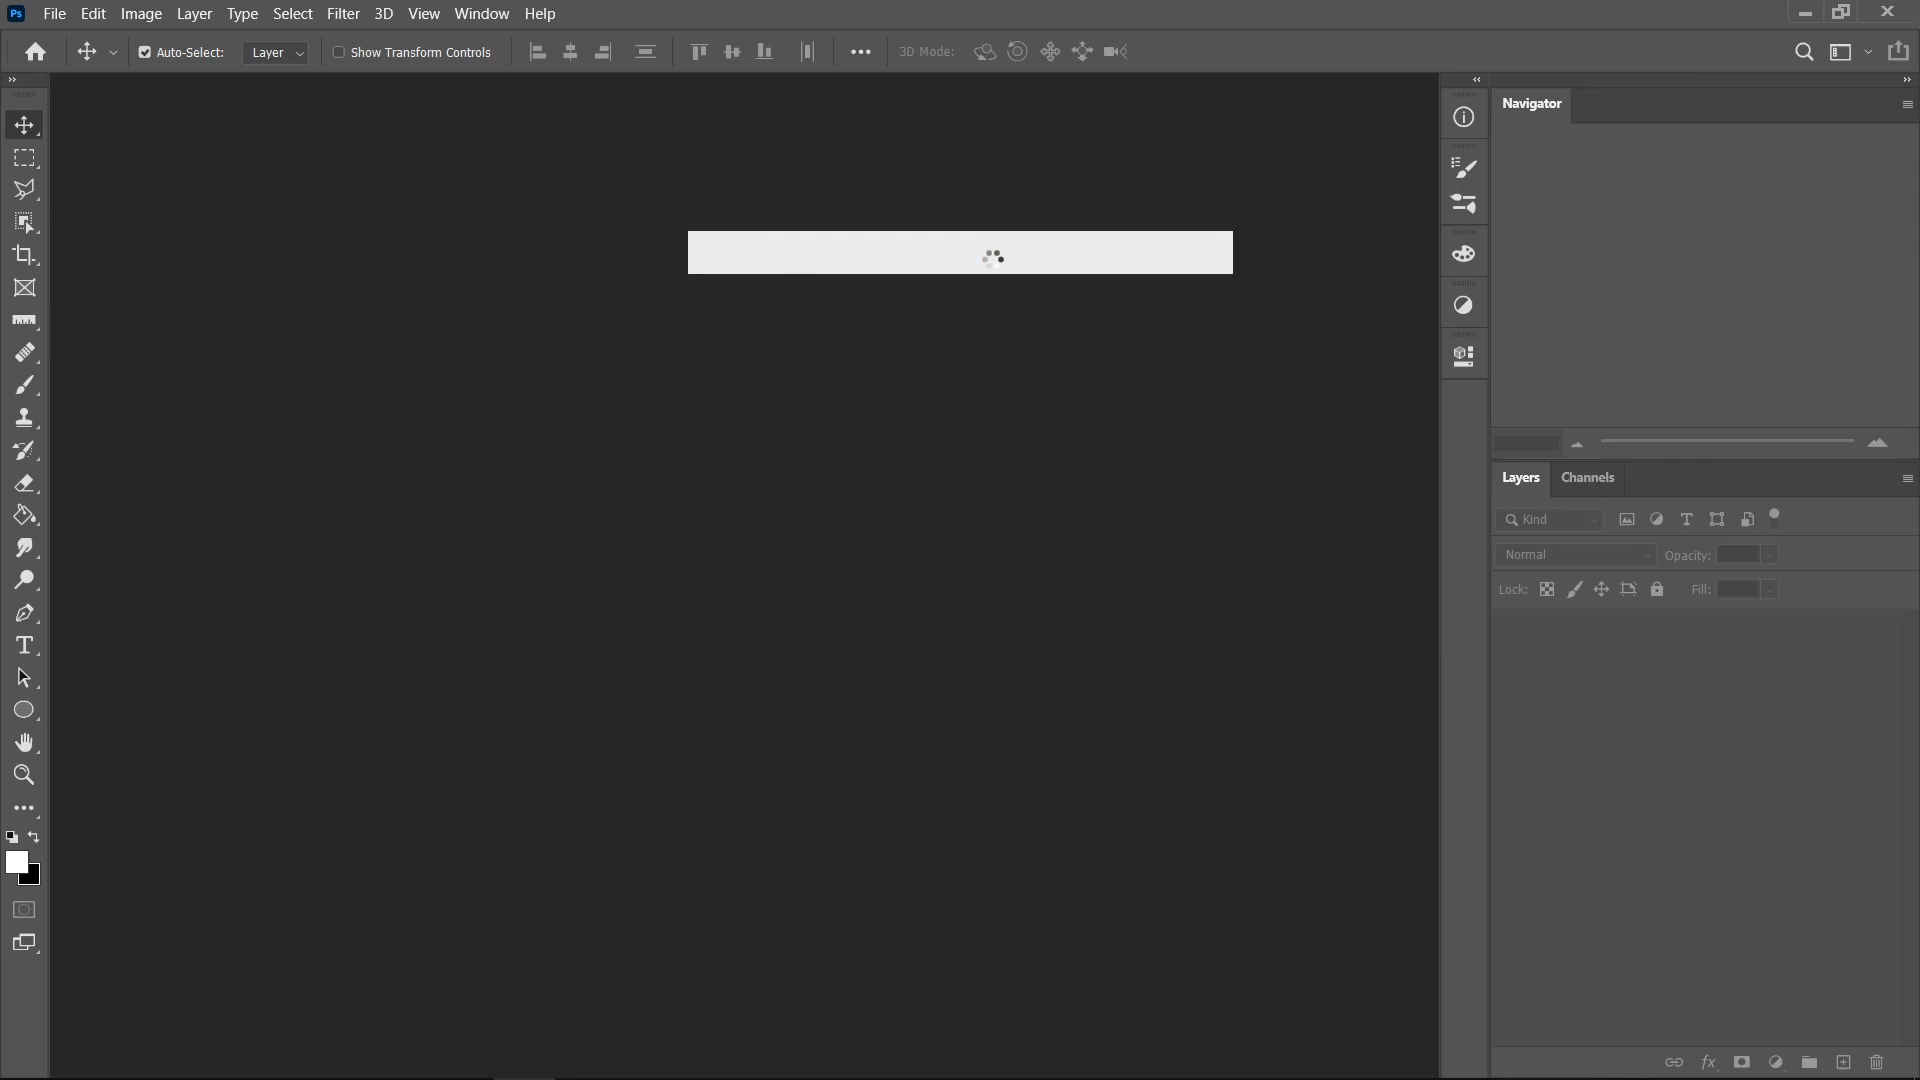 Ps File Edit Image Layer Type Select Filter 3D View Window Help
Auto-Select: Layer Show Transform Controls 3D Mode:
Navigator
Layers Channels
Kind
Normal Opacity:
Lock: Fill:
fx